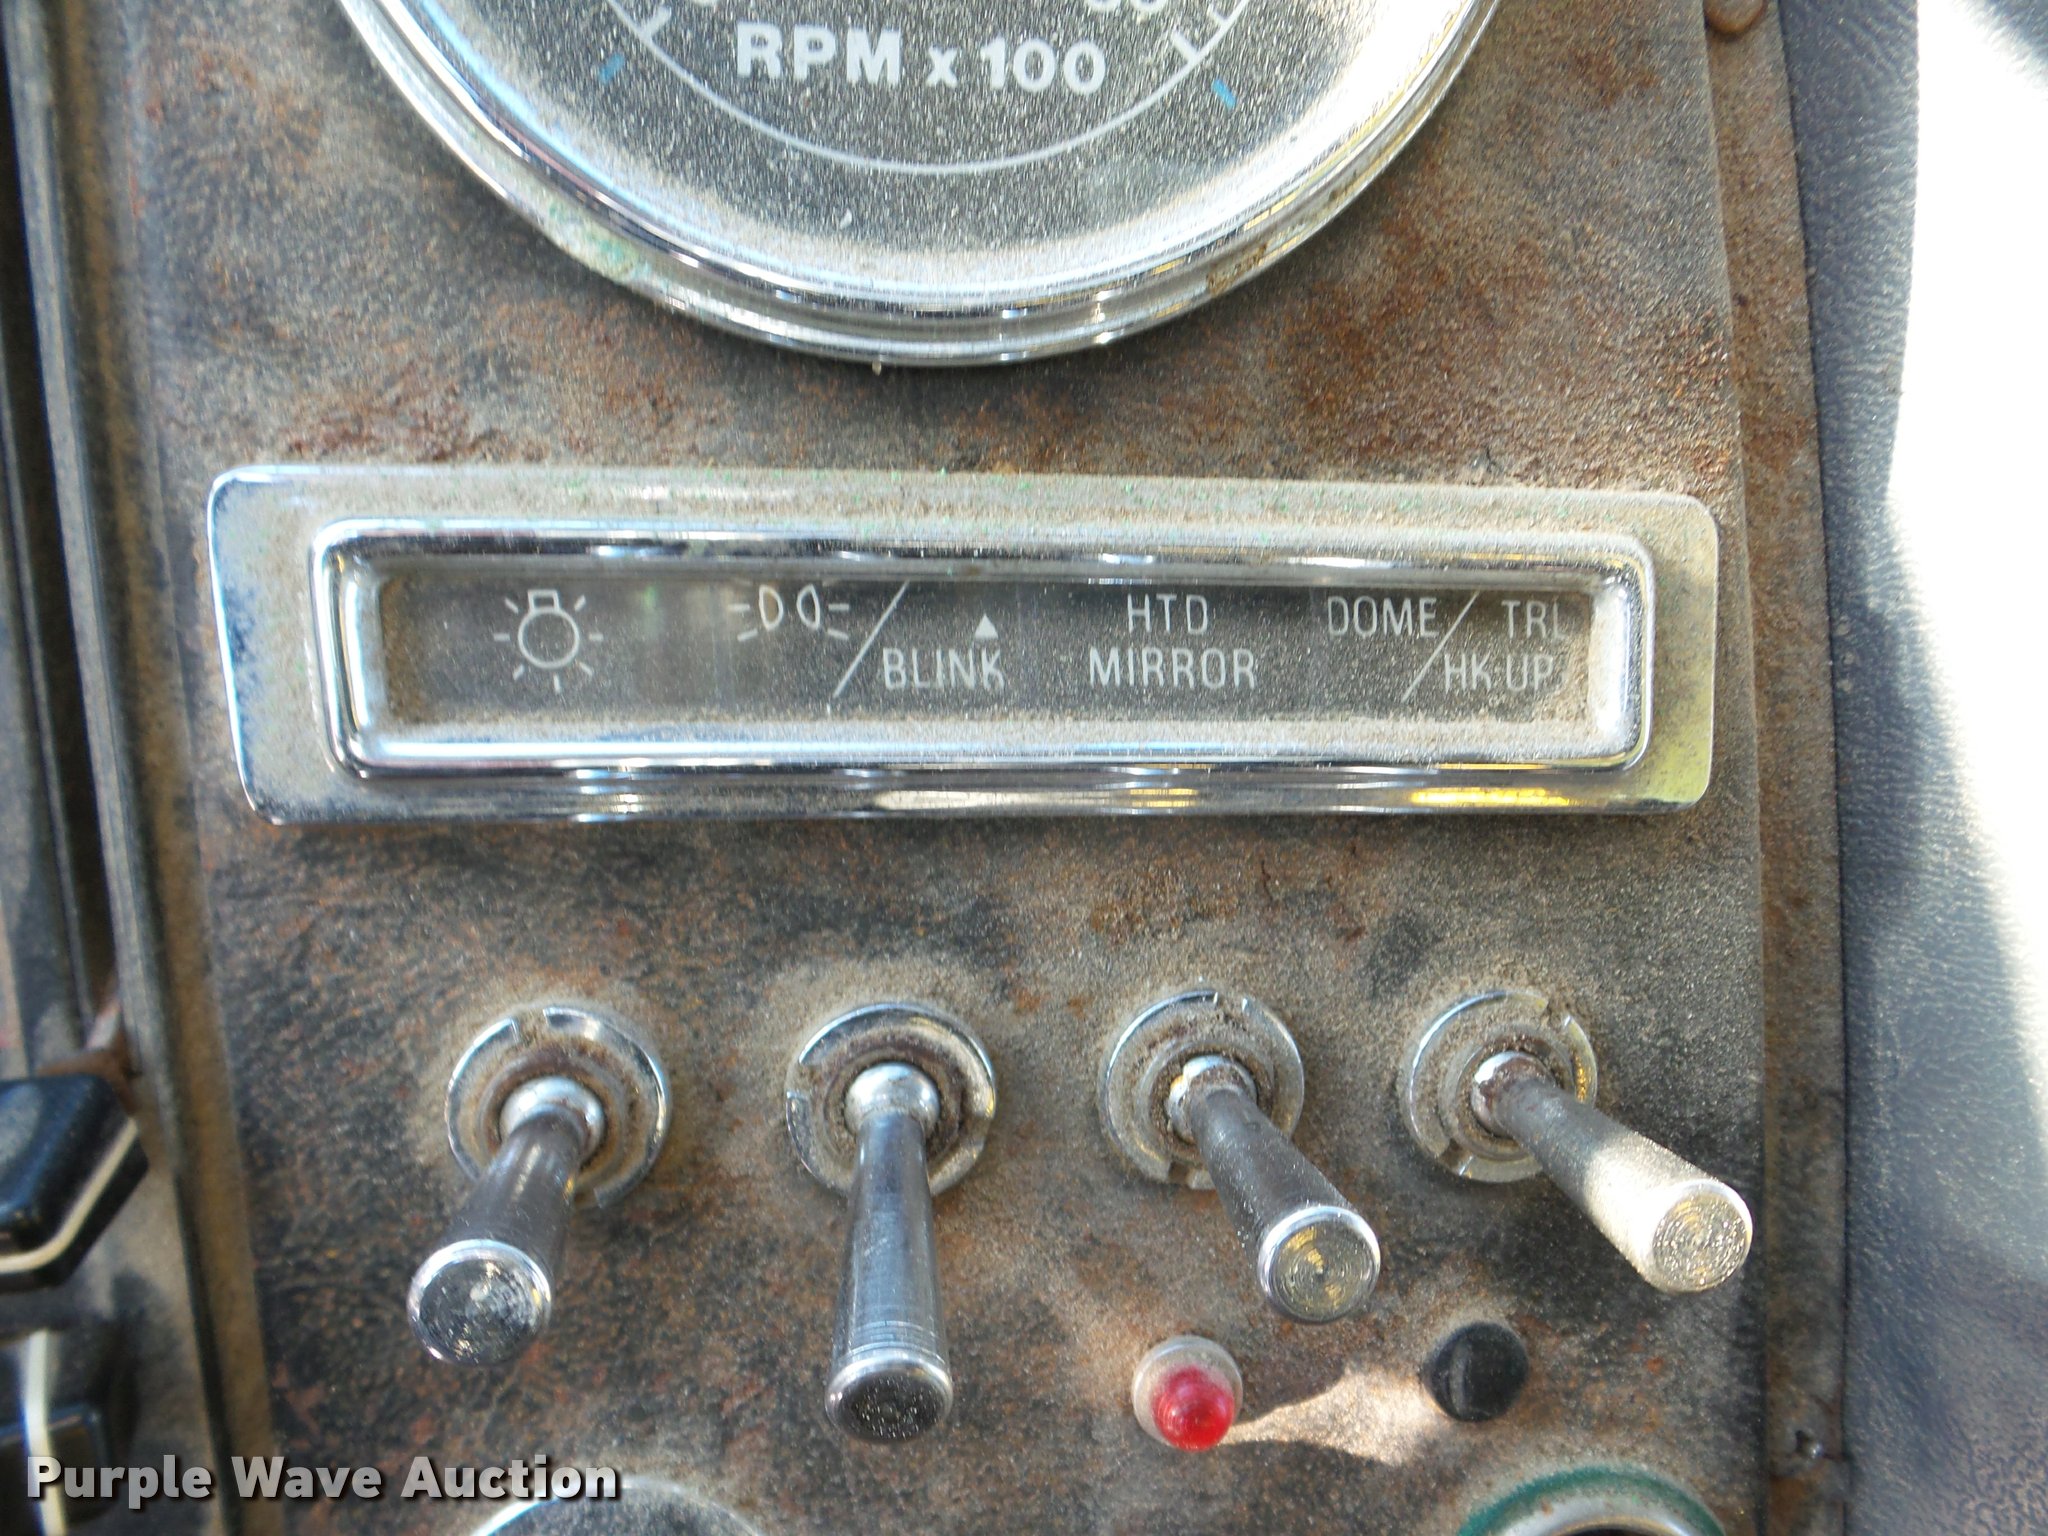 RPM x 100
HTD DOME/ TRL
/BLINK MIRROR /HK-UP
Purple Wave Auction